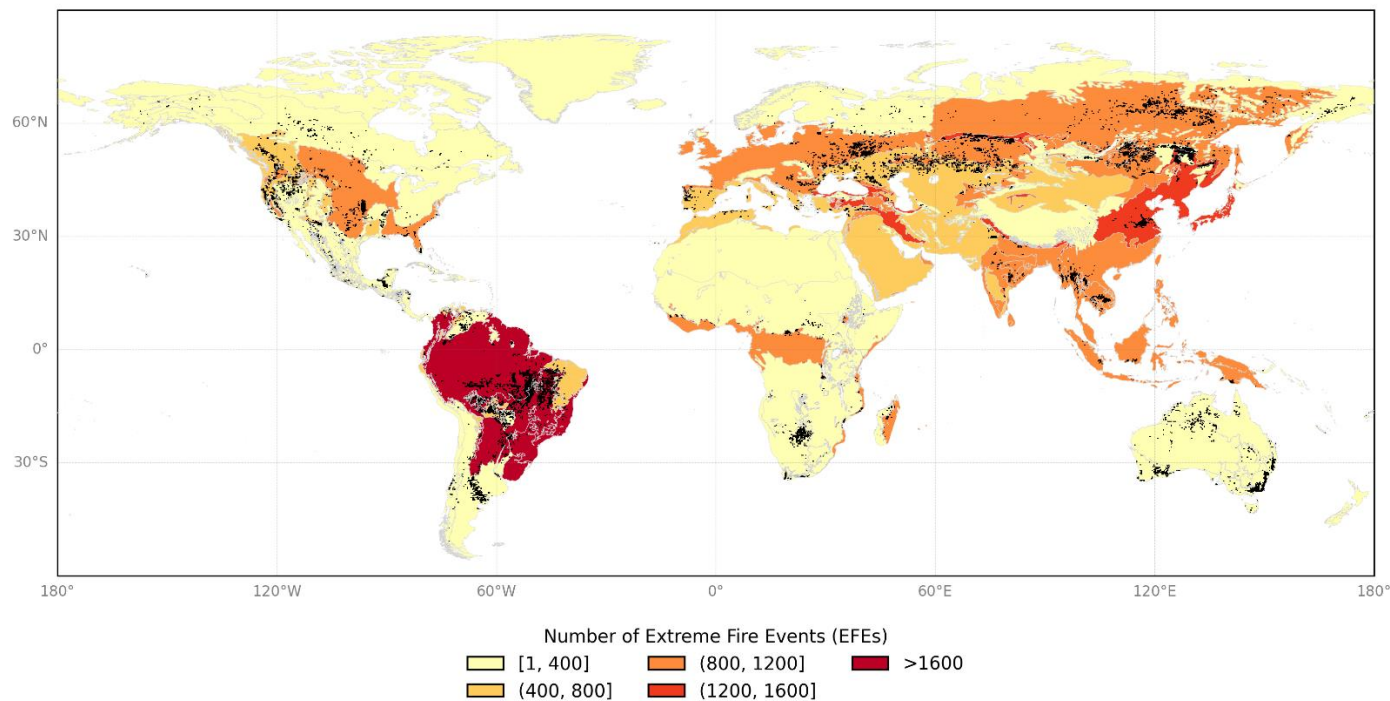 60°N
30°N
0°
30°S
180° 120°W 60°W 0° 60°E 120°E 180°
Number of Extreme Fire Events (EFEs)
[1, 400] (800, 1200] >1600
(400, 800] (1200, 1600]